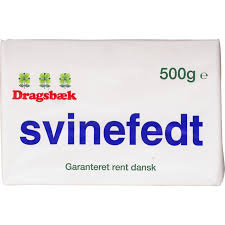 500g e
Dragsbæk
svinefedt
Garanteret rent dansk